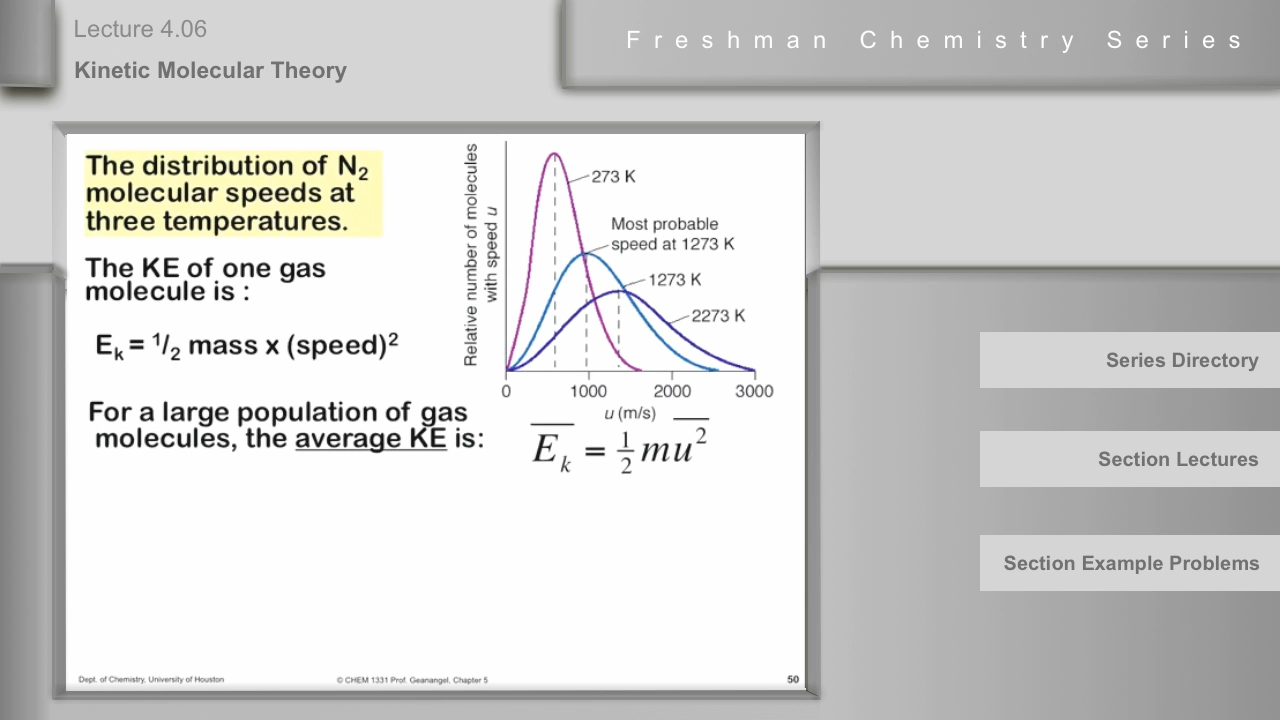 Lecture 4.06
Kinetic Molecular Theory
Freshman Chemistry Series
The distribution of N₂
molecular speeds at
three temperatures.
The KE of one gas
molecule is :
Eₖ = ¹/₂ mass x (speed)²
For a large population of gas
molecules, the average KE is:
Relative number of molecules
with speed u
273 K
Most probable
speed at 1273 K
1273 K
2273 K
0 1000 2000 3000
u (m/s)
E̅ₖ = ½ mu̅²
Dept. of Chemistry, University of Houston
© CHEM 1331 Prof. Geanangel, Chapter 5
50
Series Directory
Section Lectures
Section Example Problems